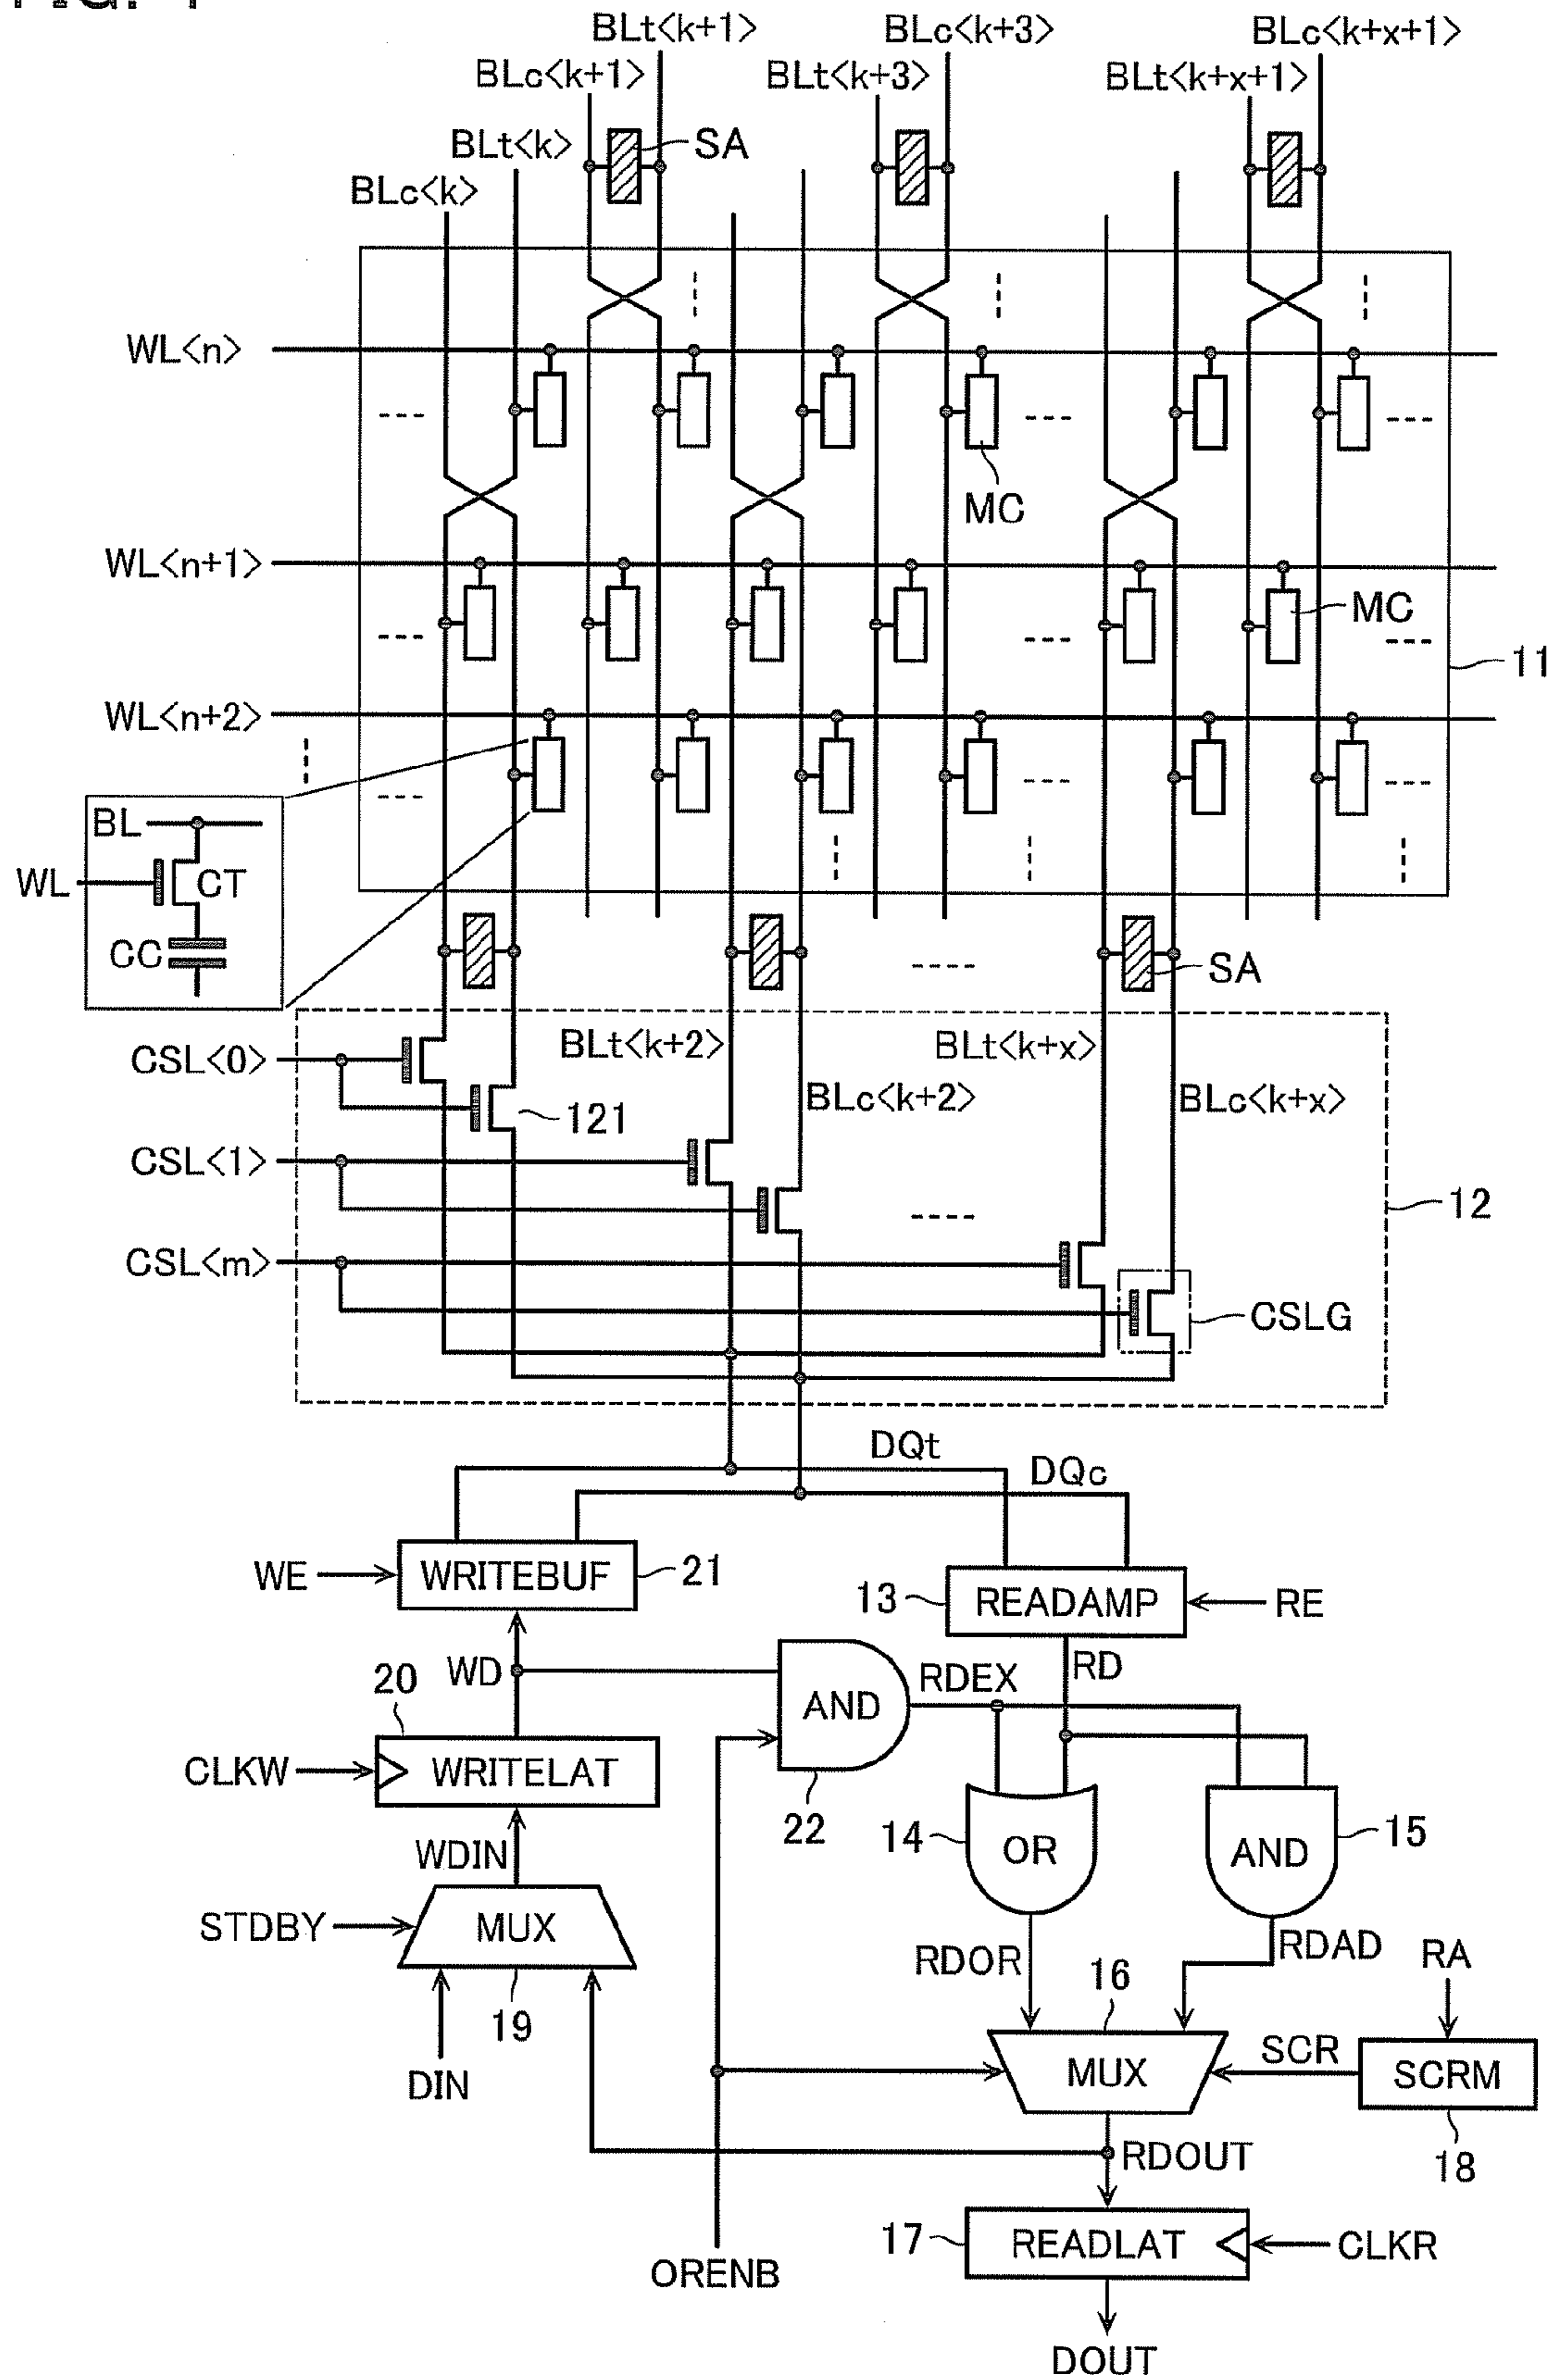 BLt<k+1>
BLc<k+3>
BLc<k+x+1>
BLc<k+1>
BLt<k+3>
BLt<k+x+1>
BLt<k>
SA
BLc<k>
WL<n>
MC
WL<n+1>
MC
11
WL<n+2>
BL
WL
CT
CC
SA
CSL<0>
BLt<k+2>
BLt<k+x>
121
BLc<k+2>
BLc<k+x>
CSL<1>
12
CSL<m>
CSLG
DQt
DQc
WE
WRITEBUF
21
13
READAMP
RE
20
WD
AND
RDEX
RD
CLKW
WRITELAT
22
14
OR
AND
15
WDIN
STDBY
MUX
RDOR
RDAD
RA
19
16
DIN
MUX
SCR
SCRM
RDOUT
18
17
READLAT
CLKR
ORENB
DOUT